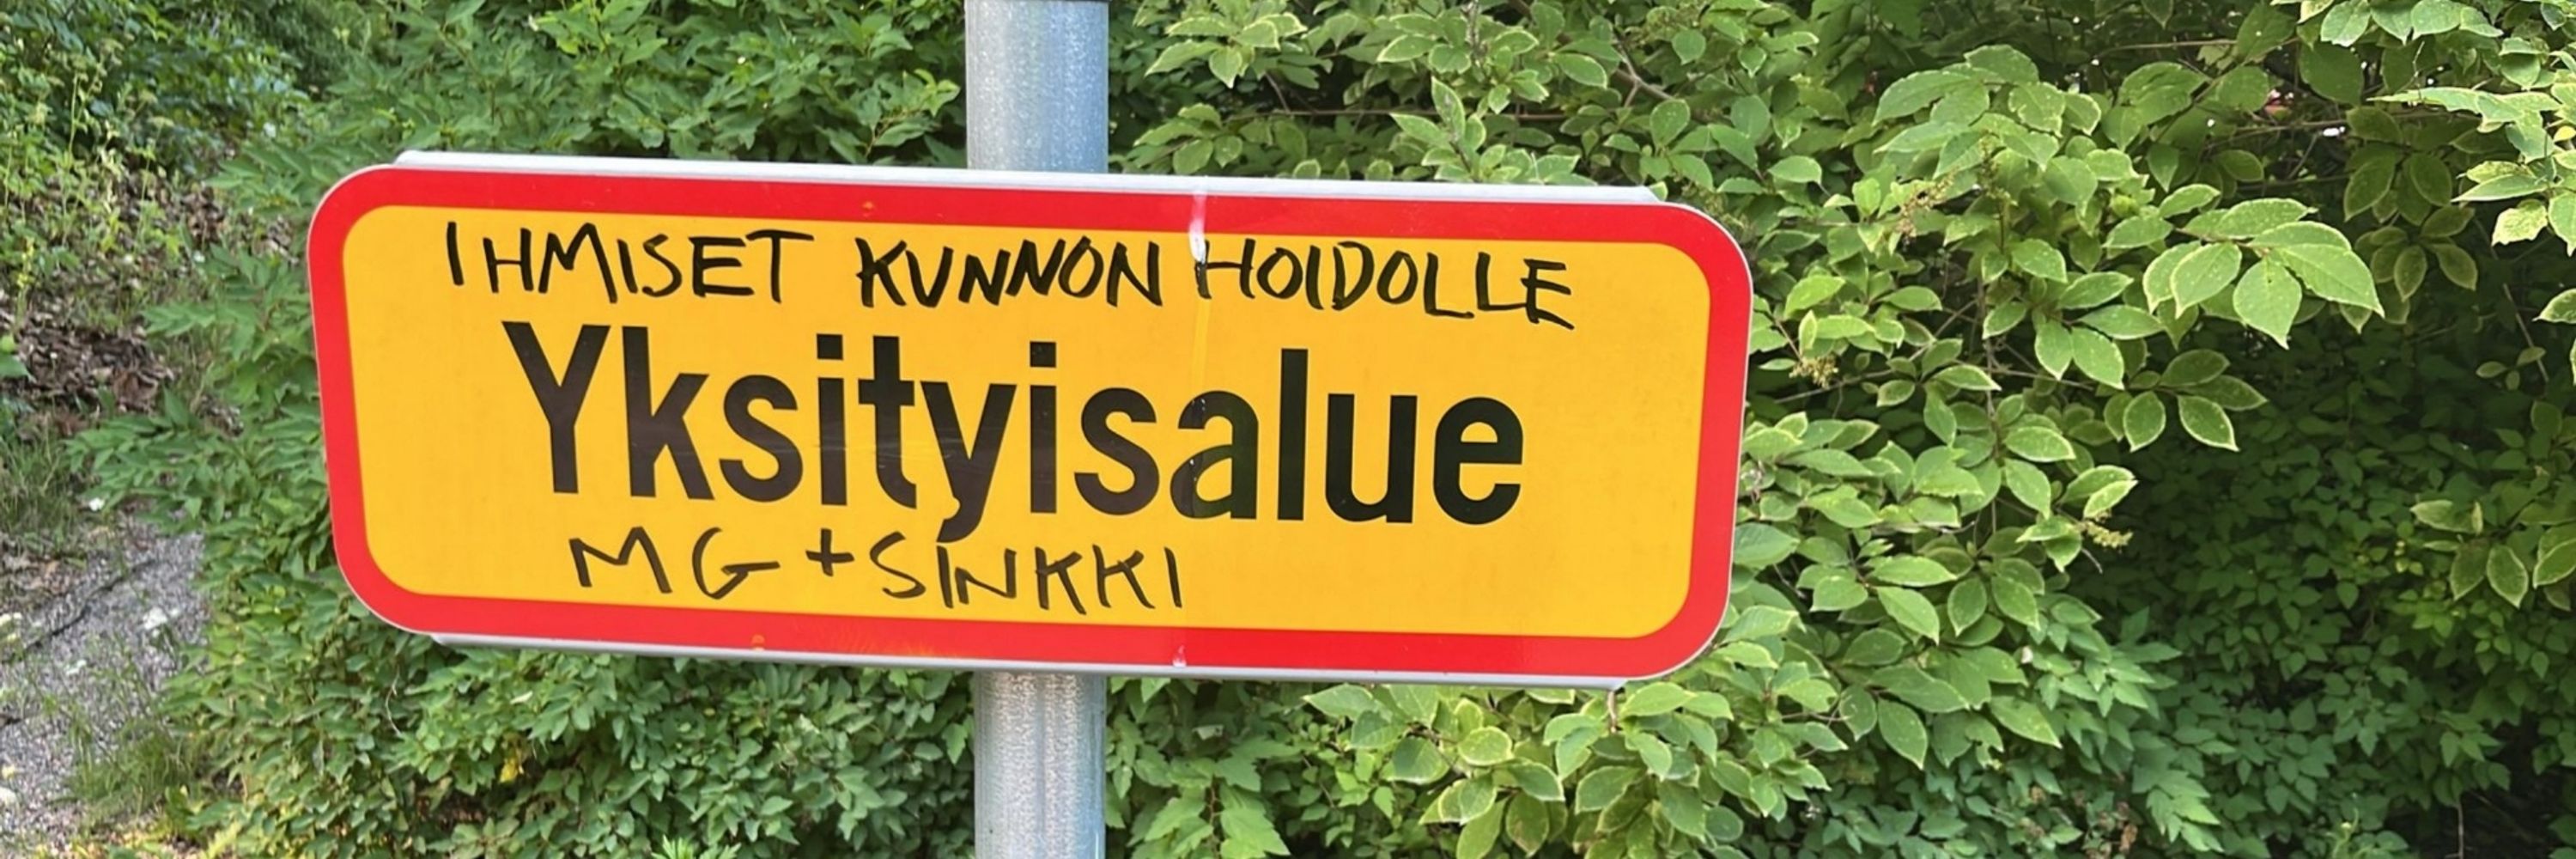 IHMISET KUNNON HOIDOLLE
Yksityisalue
MG+SINKKI